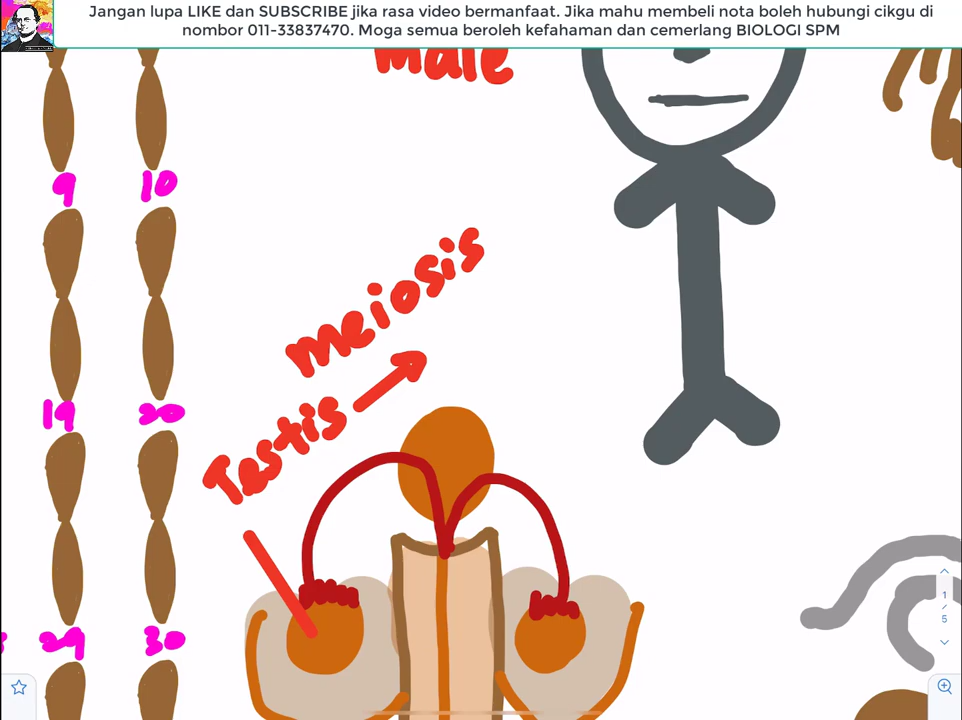 Jangan lupa LIKE dan SUBSCRIBE jika rasa video bermanfaat. Jika mahu membeli nota boleh hubungi cikgu di
nombor 011-33837470. Moga semua beroleh kefahaman dan cemerlang BIOLOGI SPM
Male
9 10
Meiosis
19 20
Testis
29 30
1
/
5